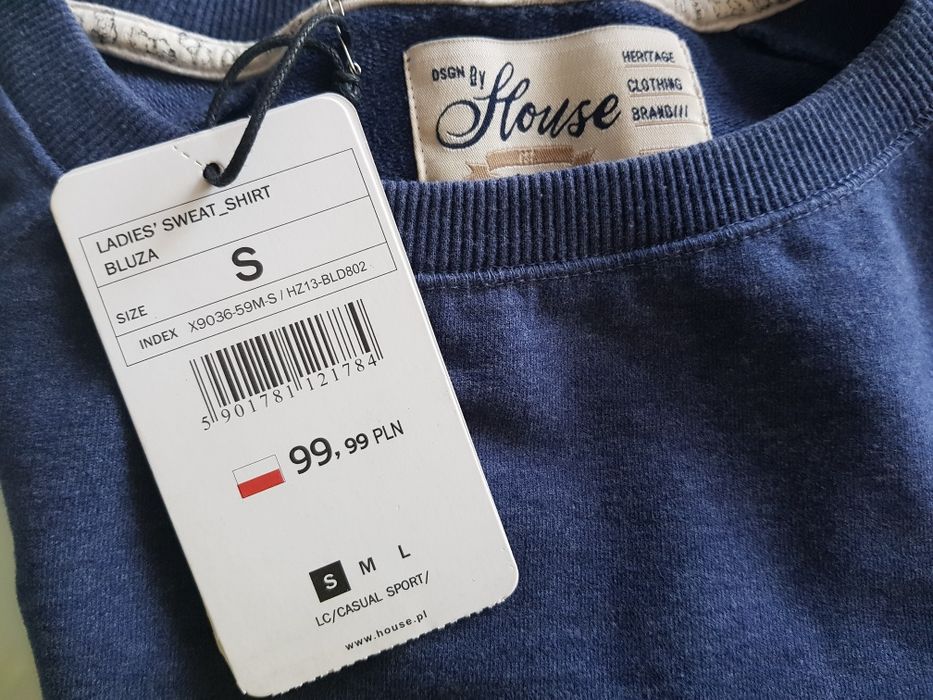 DSGN By House
HERITAGE
CLOTHING
BRAND///
LADIES' SWEAT_SHIRT
BLUZA
SIZE S
INDEX X9036-59M-S / HZ13-BLD802
5 901781 121784
99,99 PLN
S M L
LC/CASUAL SPORT/
www.house.pl